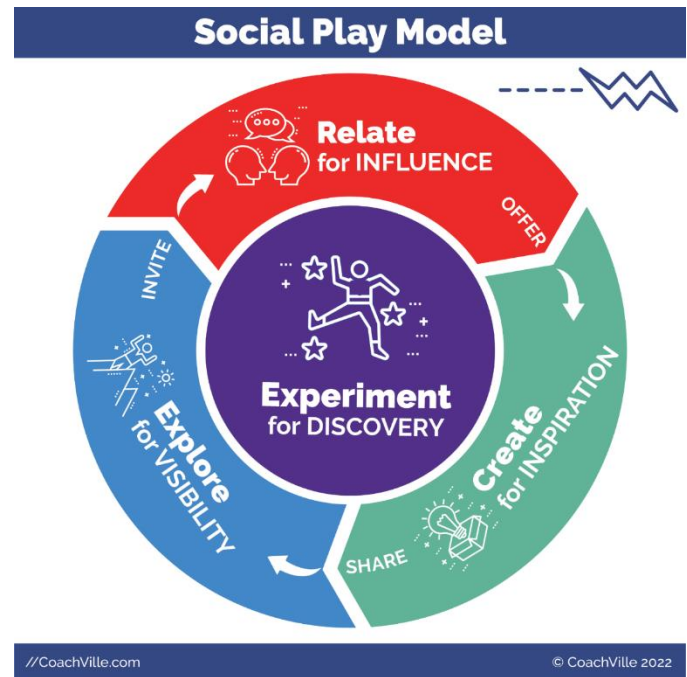 Social Play Model
Relate
for INFLUENCE
OFFER
Create
for INSPIRATION
SHARE
Explore
for VISIBILITY
INVITE
Experiment
for DISCOVERY
//CoachVille.com
© CoachVille 2022